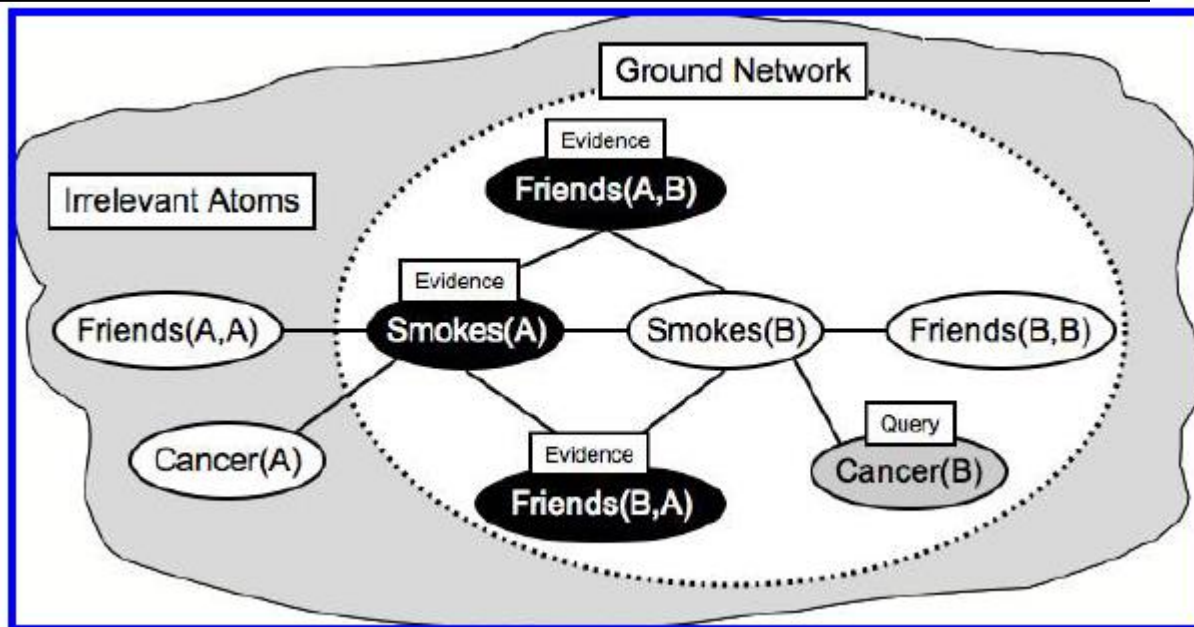 Ground Network
Evidence
Friends(A,B)
Irrelevant Atoms
Evidence
Friends(A,A)
Smokes(A)
Smokes(B)
Friends(B,B)
Cancer(A)
Evidence
Friends(B,A)
Query
Cancer(B)